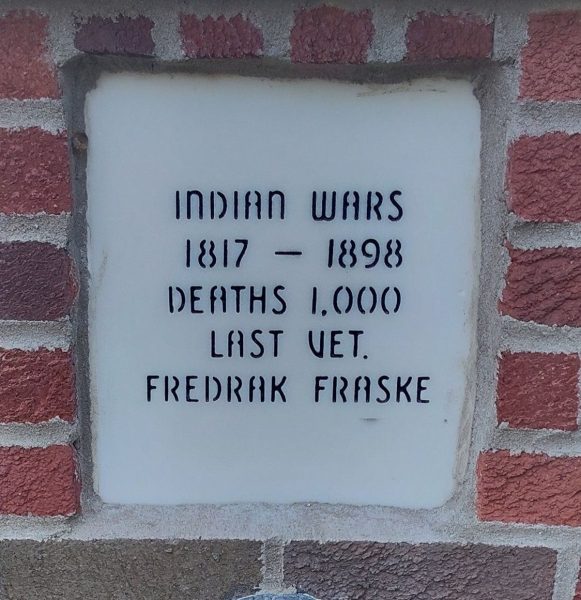 INDIAN WARS
1817 — 1898
DEATHS 1,000
LAST VET.
FREDRAK FRASKE